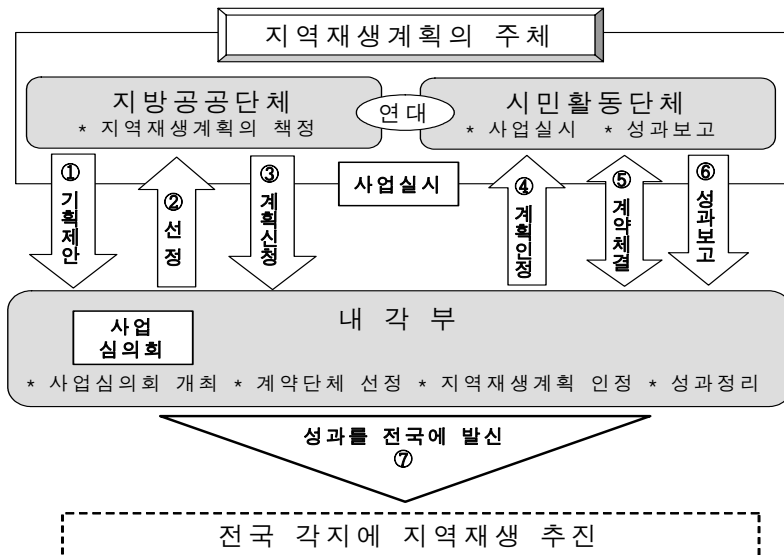 지역재생계획의 주체
지방공공단체
* 지역재생계획의 책정
연대
시민활동단체
* 사업실시 * 성과보고
① 기획제안
② 선정
③ 계획신청
사업실시
④ 계획인정
⑤ 계약체결
⑥ 성과보고
내 각 부
사업
심의회
* 사업심의회 개최 * 계약단체 선정 * 지역재생계획 인정 * 성과정리
성과를 전국에 발신
⑦
전국 각지에 지역재생 추진